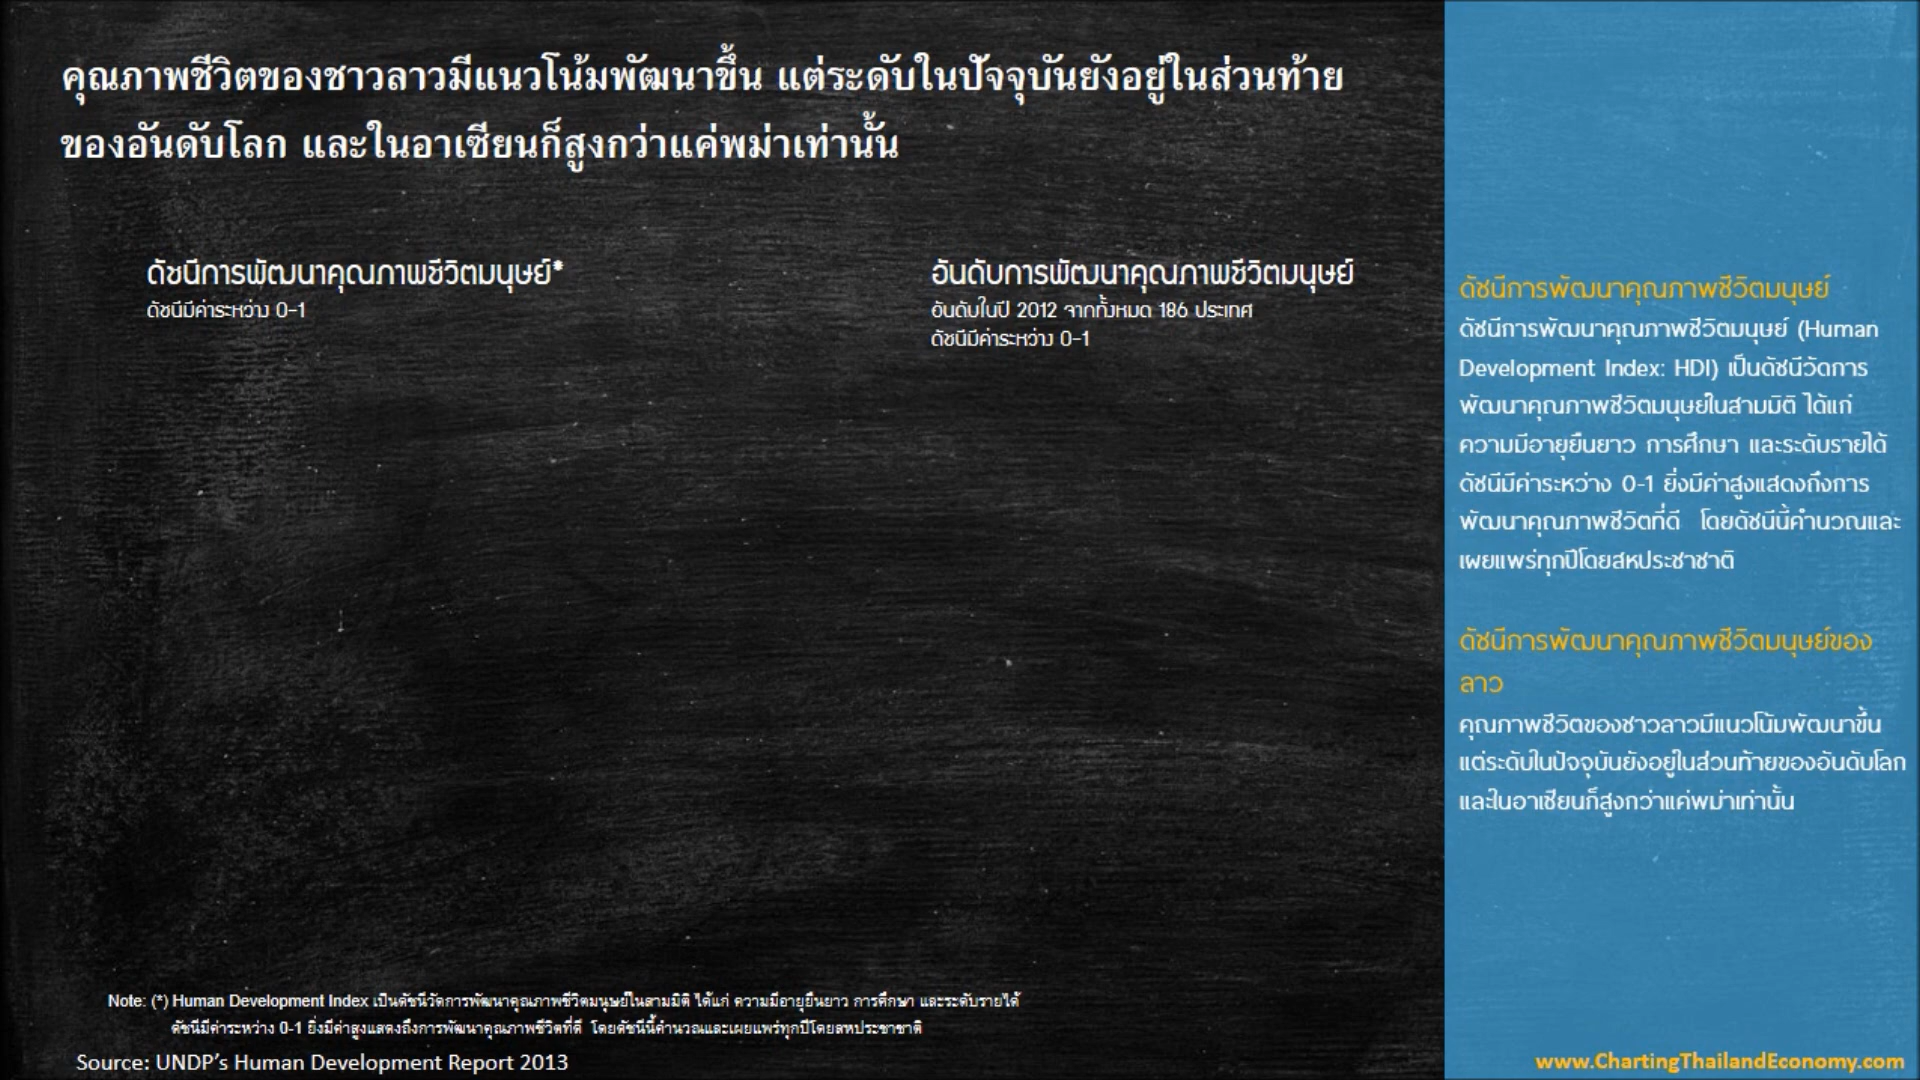 คุณภาพชีวิตของชาวลาวมีแนวโน้มพัฒนาขึ้น แต่ระดับในปัจจุบันยังอยู่ในส่วนท้าย
ของอันดับโลก และในอาเซียนก็สูงกว่าแค่พม่าเท่านั้น
ดัชนีการพัฒนาคุณภาพชีวิตมนุษย์*
ดัชนีมีค่าระหว่าง 0-1
อันดับการพัฒนาคุณภาพชีวิตมนุษย์
อันดับในปี 2012 จากทั้งหมด 186 ประเทศ
ดัชนีมีค่าระหว่าง 0-1
ดัชนีการพัฒนาคุณภาพชีวิตมนุษย์
ดัชนีการพัฒนาคุณภาพชีวิตมนุษย์ (Human
Development Index: HDI) เป็นดัชนีวัดการ
พัฒนาคุณภาพชีวิตมนุษย์ในสามมิติ ได้แก่
ความมีอายุยืนยาว การศึกษา และระดับรายได้
ดัชนีมีค่าระหว่าง 0-1 ยิ่งมีค่าสูงแสดงถึงการ
พัฒนาคุณภาพชีวิตที่ดี โดยดัชนีนี้คำนวณและ
เผยแพร่ทุกปีโดยสหประชาชาติ
ดัชนีการพัฒนาคุณภาพชีวิตมนุษย์ของ
ลาว
คุณภาพชีวิตของชาวลาวมีแนวโน้มพัฒนาขึ้น
แต่ระดับในปัจจุบันยังอยู่ในส่วนท้ายของอันดับโลก
และในอาเซียนก็สูงกว่าแค่พม่าเท่านั้น
Note: (*) Human Development Index เป็นดัชนีวัดการพัฒนาคุณภาพชีวิตมนุษย์ในสามมิติ ได้แก่ ความมีอายุยืนยาว การศึกษา และระดับรายได้
ดัชนีมีค่าระหว่าง 0-1 ยิ่งมีค่าสูงแสดงถึงการพัฒนาคุณภาพชีวิตที่ดี โดยดัชนีนี้คำนวณและเผยแพร่ทุกปีโดยสหประชาชาติ
Source: UNDP’s Human Development Report 2013
www.ChartingThailandEconomy.com